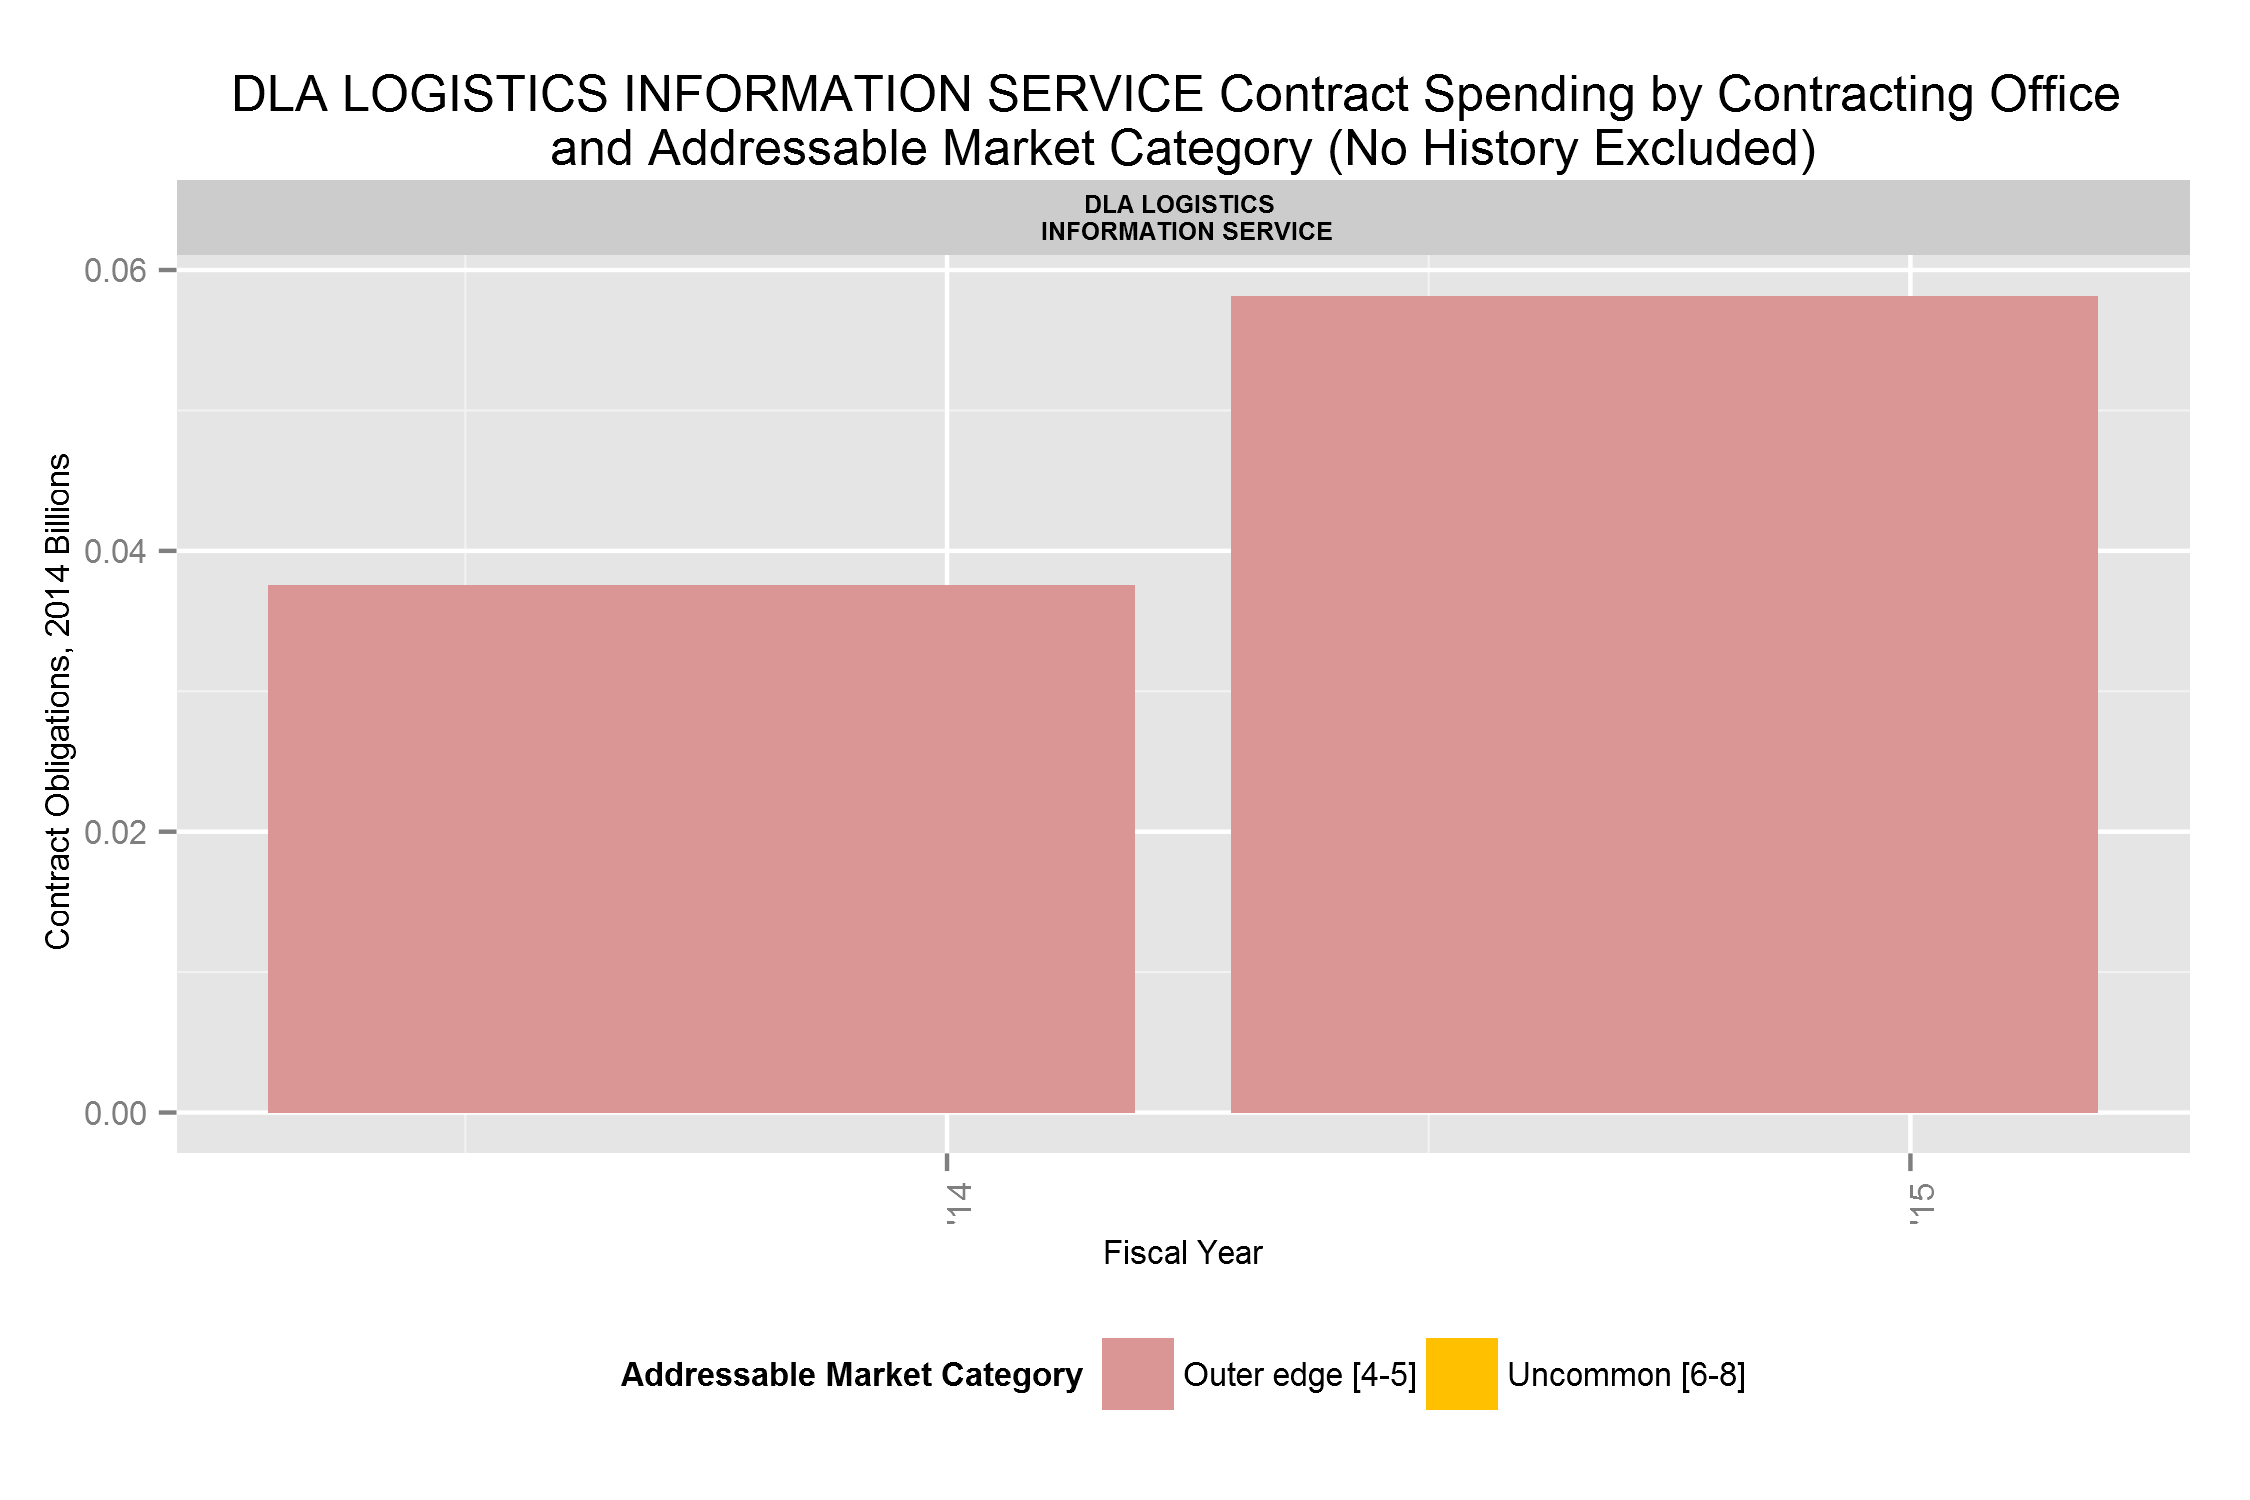 DLA LOGISTICS INFORMATION SERVICE Contract Spending by Contracting Office
and Addressable Market Category (No History Excluded)
DLA LOGISTICS
INFORMATION SERVICE
0.06
0.04
0.02
0.00
Contract Obligations, 2014 Billions
'14
'15
Fiscal Year
Addressable Market Category
Outer edge [4-5]
Uncommon [6-8]